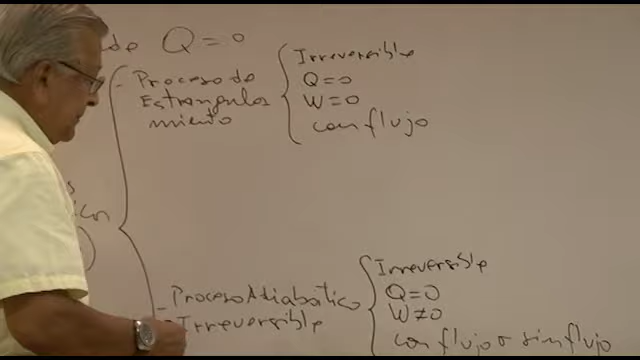 do Q=0
- Proceso de
Estrangula
miento
Irreversible
Q=0
W=0
con flujo
- Proceso Adiabático
Irreversible
Irreversible
Q=0
W≠0
con flujo o sin flujo